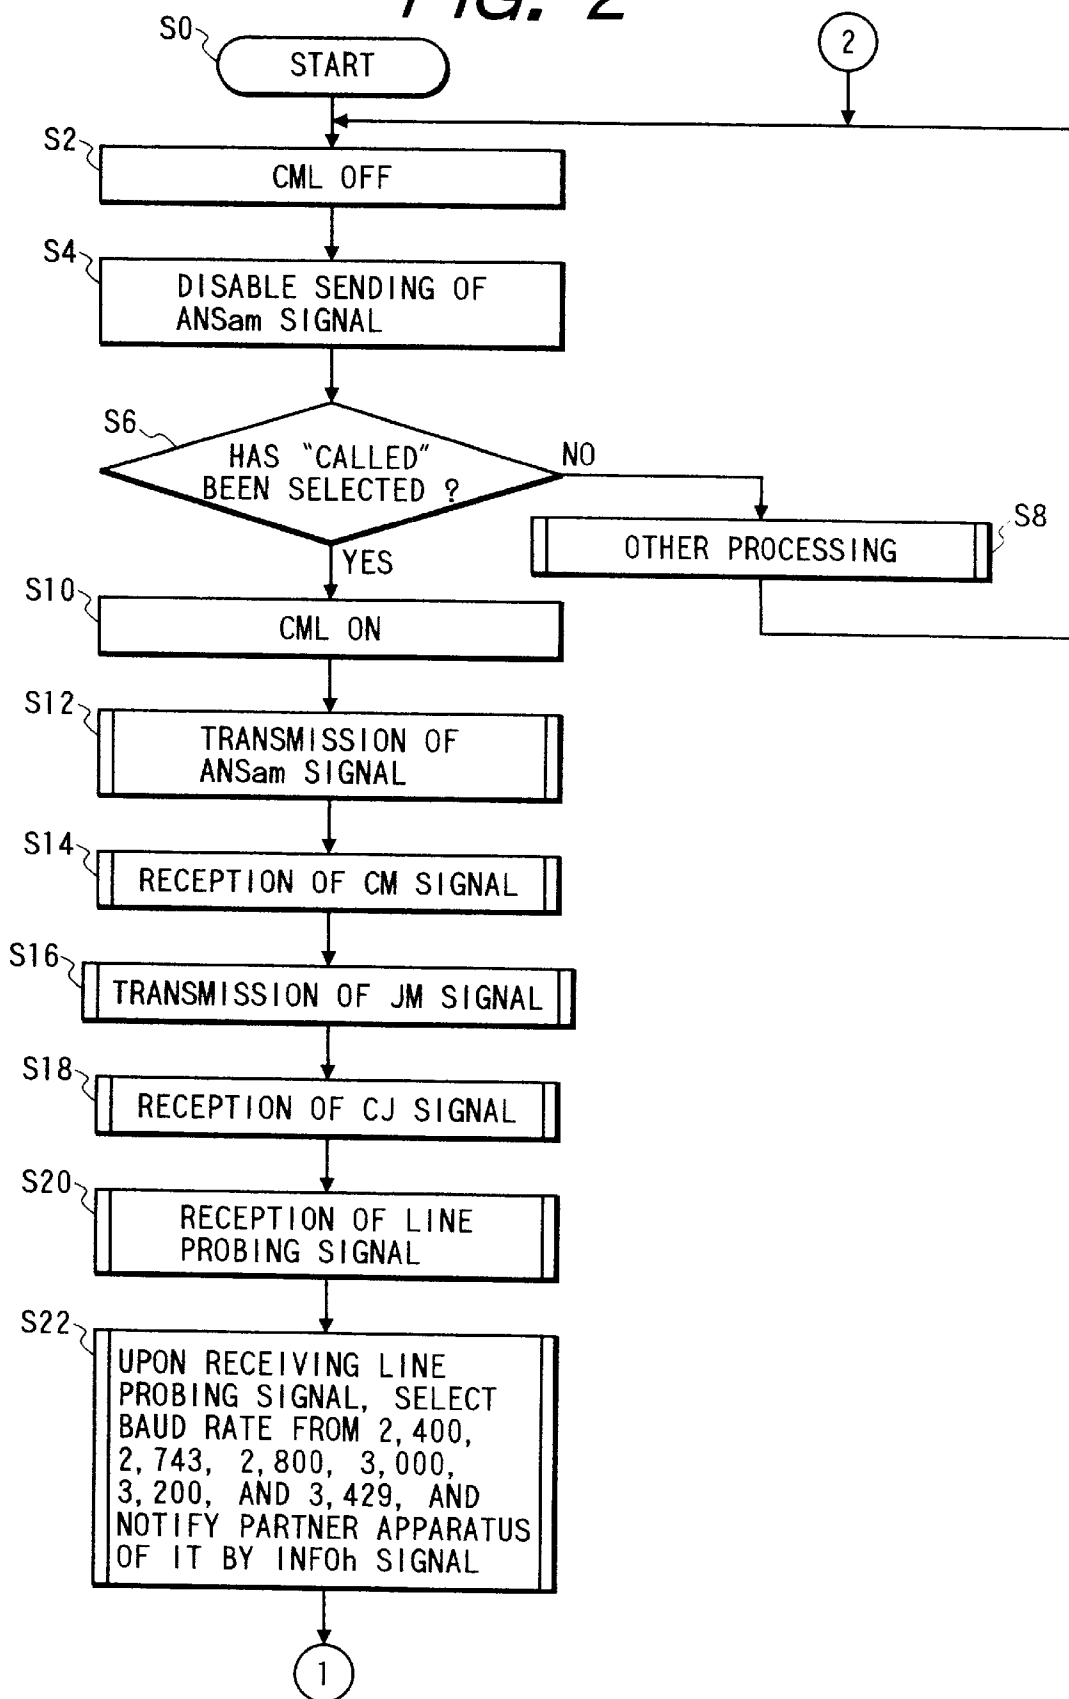 FIG. 2
S0
START
2
S2
CML OFF
S4
DISABLE SENDING OF
ANSam SIGNAL
S6
HAS "CALLED"
BEEN SELECTED ?
NO
YES
S8
OTHER PROCESSING
S10
CML ON
S12
TRANSMISSION OF
ANSam SIGNAL
S14
RECEPTION OF CM SIGNAL
S16
TRANSMISSION OF JM SIGNAL
S18
RECEPTION OF CJ SIGNAL
S20
RECEPTION OF LINE
PROBING SIGNAL
S22
UPON RECEIVING LINE
PROBING SIGNAL, SELECT
BAUD RATE FROM 2,400,
2,743, 2,800, 3,000,
3,200, AND 3,429, AND
NOTIFY PARTNER APPARATUS
OF IT BY INFOh SIGNAL
1